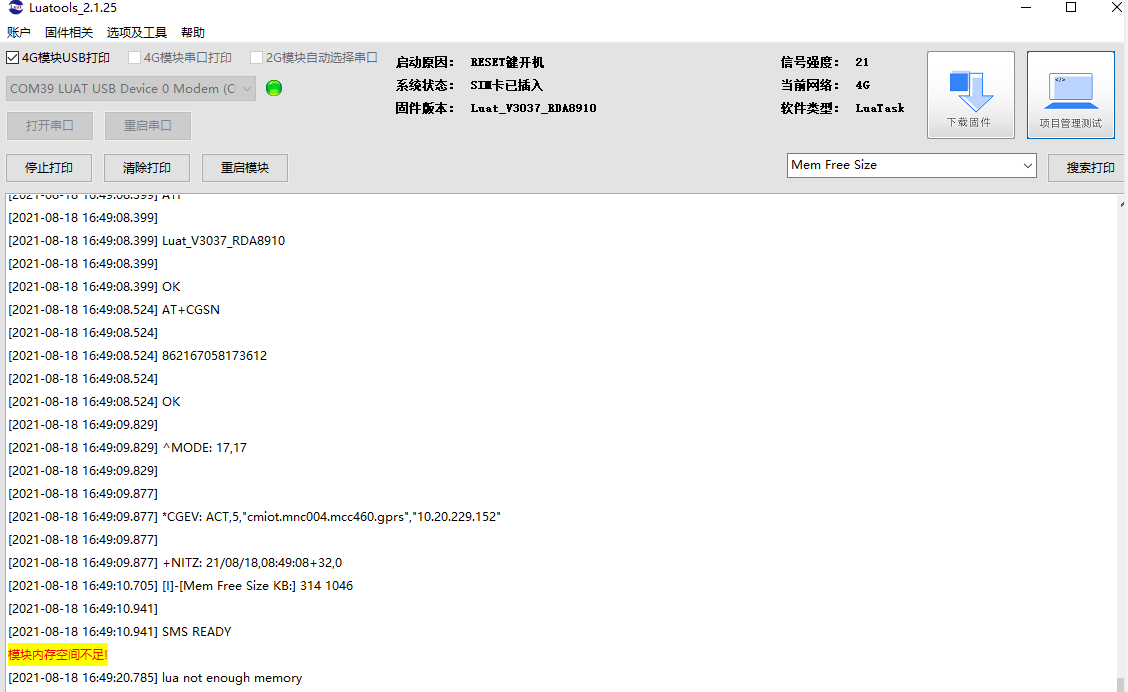 Luatools_2.1.25
账户 固件相关 选项及工具 帮助
4G模块USB打印 4G模块串口打印 2G模块自动选择串口
COM39 LUAT USB Device 0 Modem (C
打开串口 重启串口
停止打印 清除打印 重启模块
启动原因: RESET键开机
系统状态: SIM卡已插入
固件版本: Luat_V3037_RDA8910
信号强度: 21
当前网络: 4G
软件类型: LuaTask
下载固件
项目管理测试
Mem Free Size
搜索打印
[2021-08-18 16:49:08.399] ATI
[2021-08-18 16:49:08.399]
[2021-08-18 16:49:08.399] Luat_V3037_RDA8910
[2021-08-18 16:49:08.399]
[2021-08-18 16:49:08.399] OK
[2021-08-18 16:49:08.524] AT+CGSN
[2021-08-18 16:49:08.524]
[2021-08-18 16:49:08.524] 862167058173612
[2021-08-18 16:49:08.524]
[2021-08-18 16:49:08.524] OK
[2021-08-18 16:49:09.829]
[2021-08-18 16:49:09.829] ^MODE: 17,17
[2021-08-18 16:49:09.829]
[2021-08-18 16:49:09.877]
[2021-08-18 16:49:09.877] *CGEV: ACT,5,"cmiot.mnc004.mcc460.gprs","10.20.229.152"
[2021-08-18 16:49:09.877]
[2021-08-18 16:49:09.877] +NITZ: 21/08/18,08:49:08+32,0
[2021-08-18 16:49:10.705] [I]-[Mem Free Size KB:] 314 1046
[2021-08-18 16:49:10.941]
[2021-08-18 16:49:10.941] SMS READY
模块内存空间不足!
[2021-08-18 16:49:20.785] lua not enough memory